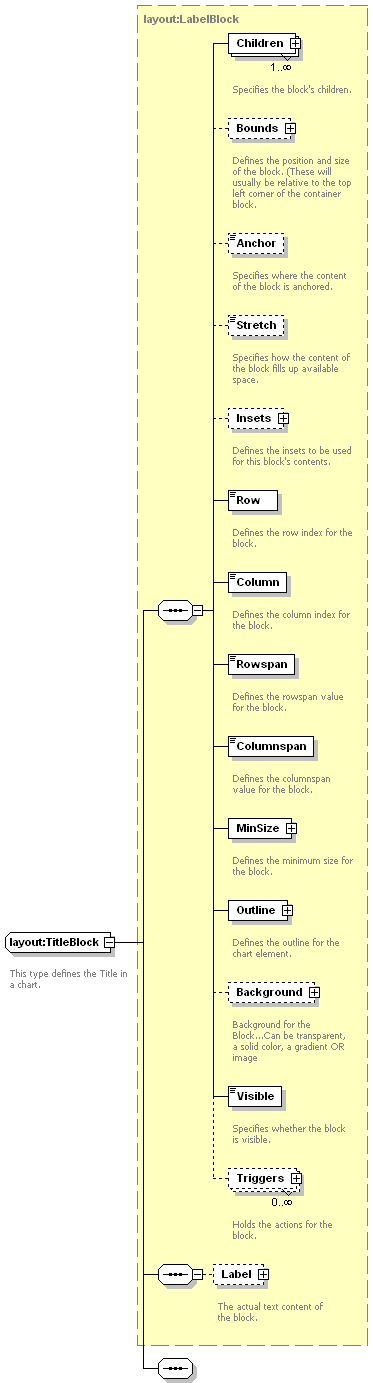 layout:LabelBlock
Children
1..∞
Specifies the block's children.
Bounds
Defines the position and size
of the block. (These will
usually be relative to the top
left corner of the container
block.
Anchor
Specifies where the content
of the block is anchored.
Stretch
Specifies how the content of
the block fills up available
space.
Insets
Defines the insets to be used
for this block's contents.
Row
Defines the row index for the
block.
Column
Defines the column index for
the block.
Rowspan
Defines the rowspan value
for the block.
Columnspan
Defines the columnspan
value for the block.
MinSize
Defines the minimum size for
the block.
Outline
Defines the outline for the
chart element.
layout:TitleBlock
This type defines the Title in
a chart.
Background
Background for the
Block...Can be transparent,
a solid color, a gradient OR
image
Visible
Specifies whether the block
is visible.
Triggers
0..∞
Holds the actions for the
block.
Label
The actual text content of
the block.